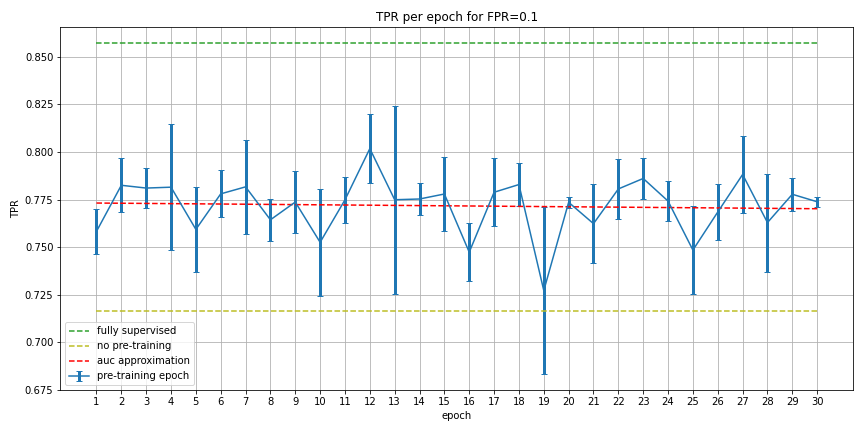 TPR per epoch for FPR=0.1
TPR
0.850
0.825
0.800
0.775
0.750
0.725
0.700
0.675
fully supervised
no pre-training
auc approximation
pre-training epoch
1 2 3 4 5 6 7 8 9 10 11 12 13 14 15 16 17 18 19 20 21 22 23 24 25 26 27 28 29 30
epoch